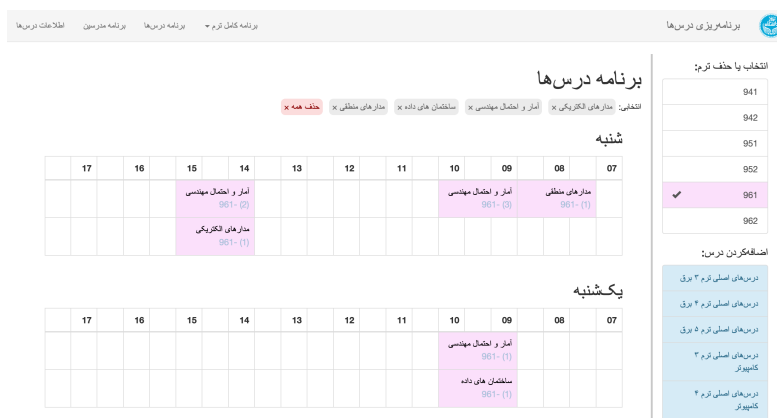 برنامه‌ریزی درس‌ها
برنامه کامل ترم
برنامه درس‌ها
برنامه مدرسین
اطلاعات درس‌ها
انتخاب یا حذف ترم:
941
942
951
952
961
962
اضافه‌کردن درس:
درس‌های اصلی ترم ۳ برق
درس‌های اصلی ترم ۴ برق
درس‌های اصلی ترم ۵ برق
درس‌های اصلی ترم ۳
کامپیوتر
درس‌های اصلی ترم ۴
کامپیوتر
برنامه درس‌ها
انتخابی: مدارهای الکتریکی × آمار و احتمال مهندسی × ساختمان های داده × مدارهای منطقی × حذف همه ×
شنبه
07 08 09 10 11 12 13 14 15 16 17
مدارهای منطقی
961- (1)
آمار و احتمال مهندسی
961- (3)
آمار و احتمال مهندسی
961- (2)
مدارهای الکتریکی
961- (1)
یک‌شنبه
07 08 09 10 11 12 13 14 15 16 17
آمار و احتمال مهندسی
961- (1)
ساختمان های داده
961- (1)